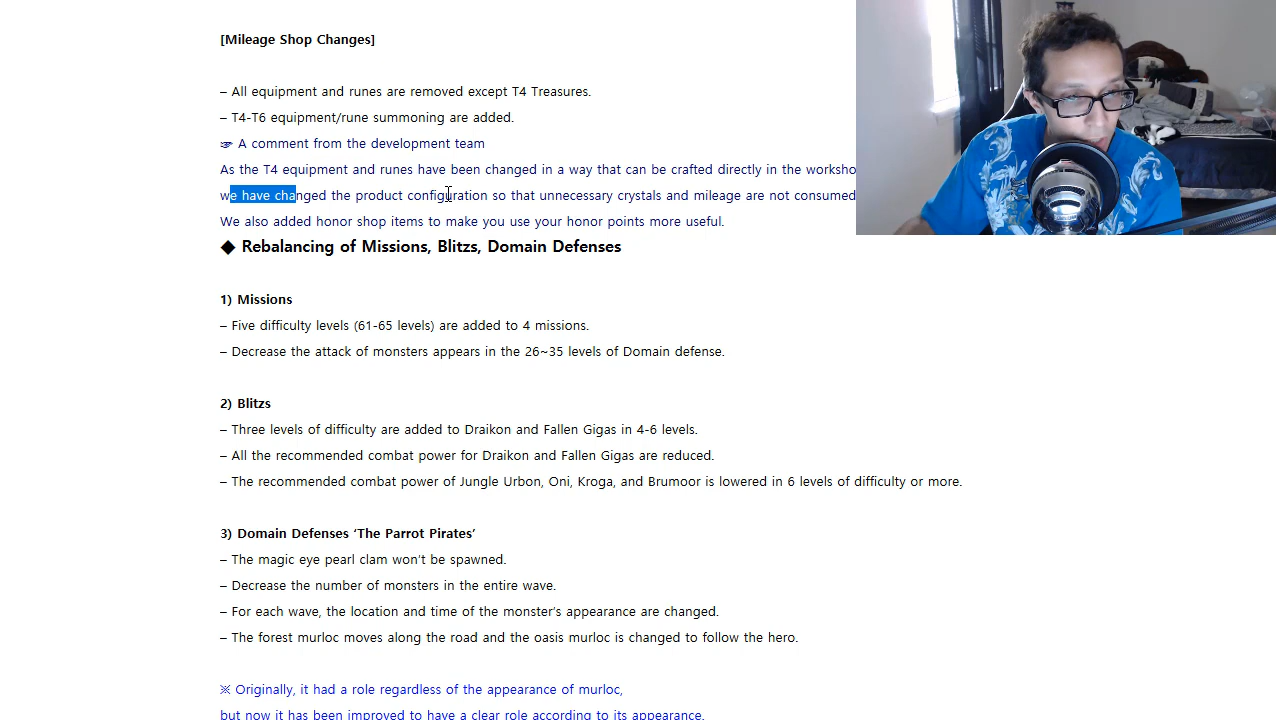 [Mileage Shop Changes]
– All equipment and runes are removed except T4 Treasures.
– T4-T6 equipment/rune summoning are added.
☞ A comment from the development team
As the T4 equipment and runes have been changed in a way that can be crafted directly in the worksho
we have changed the product configuration so that unnecessary crystals and mileage are not consumed
We also added honor shop items to make you use your honor points more useful.
◆ Rebalancing of Missions, Blitzs, Domain Defenses
1) Missions
– Five difficulty levels (61-65 levels) are added to 4 missions.
– Decrease the attack of monsters appears in the 26~35 levels of Domain defense.
2) Blitzs
– Three levels of difficulty are added to Draikon and Fallen Gigas in 4-6 levels.
– All the recommended combat power for Draikon and Fallen Gigas are reduced.
– The recommended combat power of Jungle Urbon, Oni, Kroga, and Brumoor is lowered in 6 levels of difficulty or more.
3) Domain Defenses ‘The Parrot Pirates’
– The magic eye pearl clam won’t be spawned.
– Decrease the number of monsters in the entire wave.
– For each wave, the location and time of the monster’s appearance are changed.
– The forest murloc moves along the road and the oasis murloc is changed to follow the hero.
※ Originally, it had a role regardless of the appearance of murloc,
but now it has been improved to have a clear role according to its appearance.